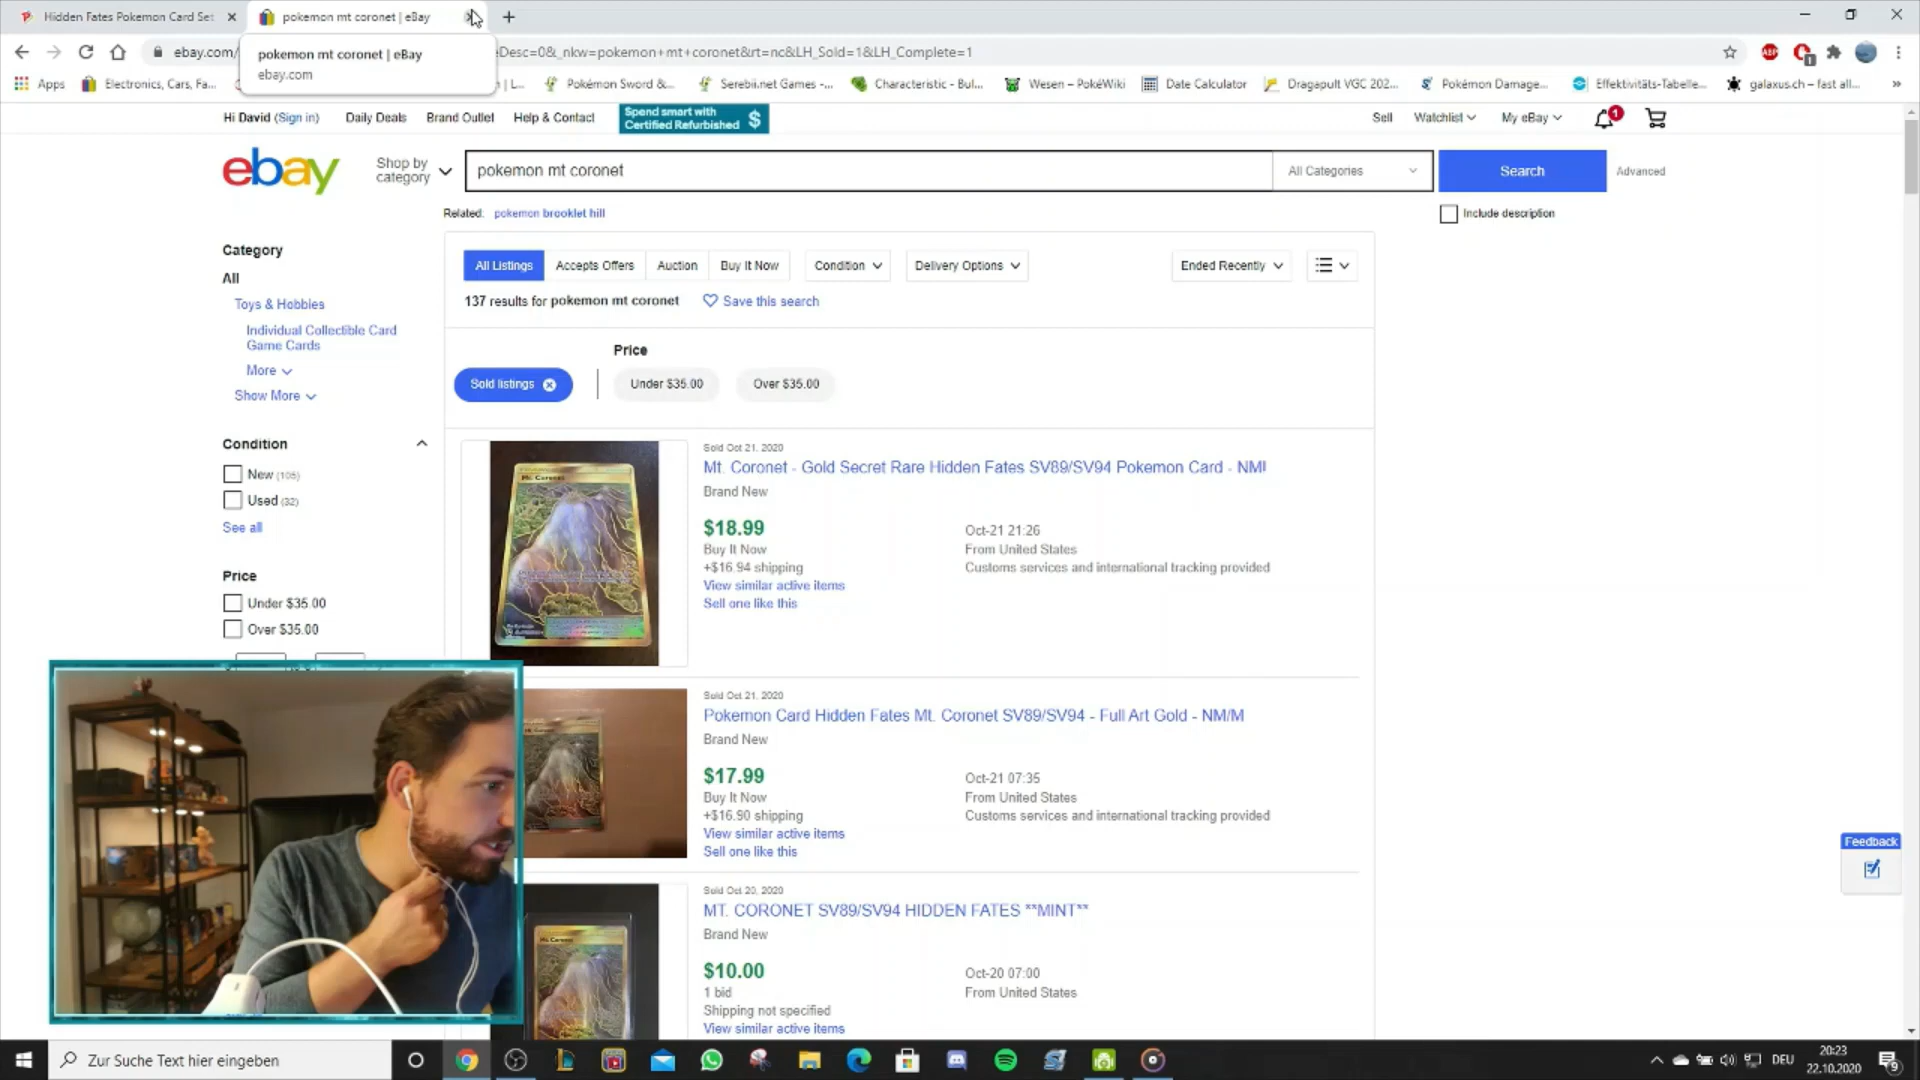 Hidden Fates Pokemon Card Set
pokemon mt coronet | eBay
ebay.com/
eDesc=0&_nkw=pokemon+mt+coronet&rt=nc&LH_Sold=1&LH_Complete=1
pokemon mt coronet | eBay
ebay.com
Apps
Electronics, Cars, Fa...
| L...
Pokémon Sword &...
Serebii.net Games -...
Characteristic - Bul...
Wesen – PokéWiki
Date Calculator
Dragapult VGC 202...
Pokémon Damage...
Effektivitäts-Tabelle...
galaxus.ch – fast all...
Hi David (Sign in)
Daily Deals
Brand Outlet
Help & Contact
Spend smart with
Certified Refurbished
$
Sell
Watchlist
My eBay
1
ebay
Shop by
category
pokemon mt coronet
All Categories
Search
Advanced
Related: pokemon brooklet hill
Include description
Category
All
Toys & Hobbies
Individual Collectible Card
Game Cards
More
Show More
Condition
New (105)
Used (32)
See all
Price
Under $35.00
Over $35.00
All Listings
Accepts Offers
Auction
Buy It Now
Condition
Delivery Options
Ended Recently
137 results for pokemon mt coronet
Save this search
Price
Sold listings
Under $35.00
Over $35.00
Mt. Coronet
Sold Oct 21, 2020
Mt. Coronet - Gold Secret Rare Hidden Fates SV89/SV94 Pokemon Card - NM!
Brand New
$18.99
Oct-21 21:26
Buy It Now
From United States
+$16.94 shipping
Customs services and international tracking provided
View similar active items
Sell one like this
Sold Oct 21, 2020
Pokemon Card Hidden Fates Mt. Coronet SV89/SV94 - Full Art Gold - NM/M
Brand New
$17.99
Oct-21 07:35
Buy It Now
From United States
+$16.90 shipping
Customs services and international tracking provided
View similar active items
Sell one like this
Mt. Coronet
Sold Oct 20, 2020
MT. CORONET SV89/SV94 HIDDEN FATES **MINT**
Brand New
$10.00
Oct-20 07:00
1 bid
From United States
Shipping not specified
View similar active items
Feedback
Zur Suche Text hier eingeben
DEU
20:23
22.10.2020
9